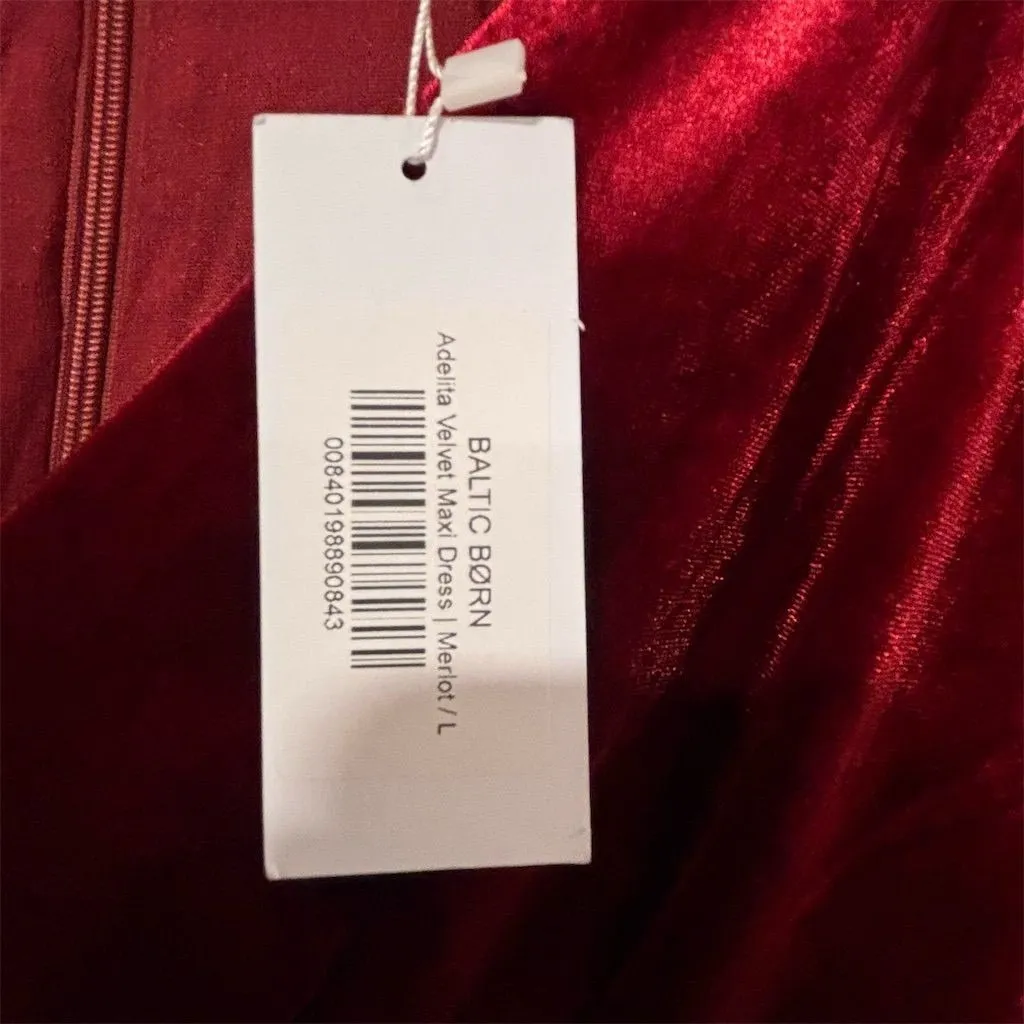 BALTIC BØRN
Adelita Velvet Maxi Dress | Merlot / L
00840198890843